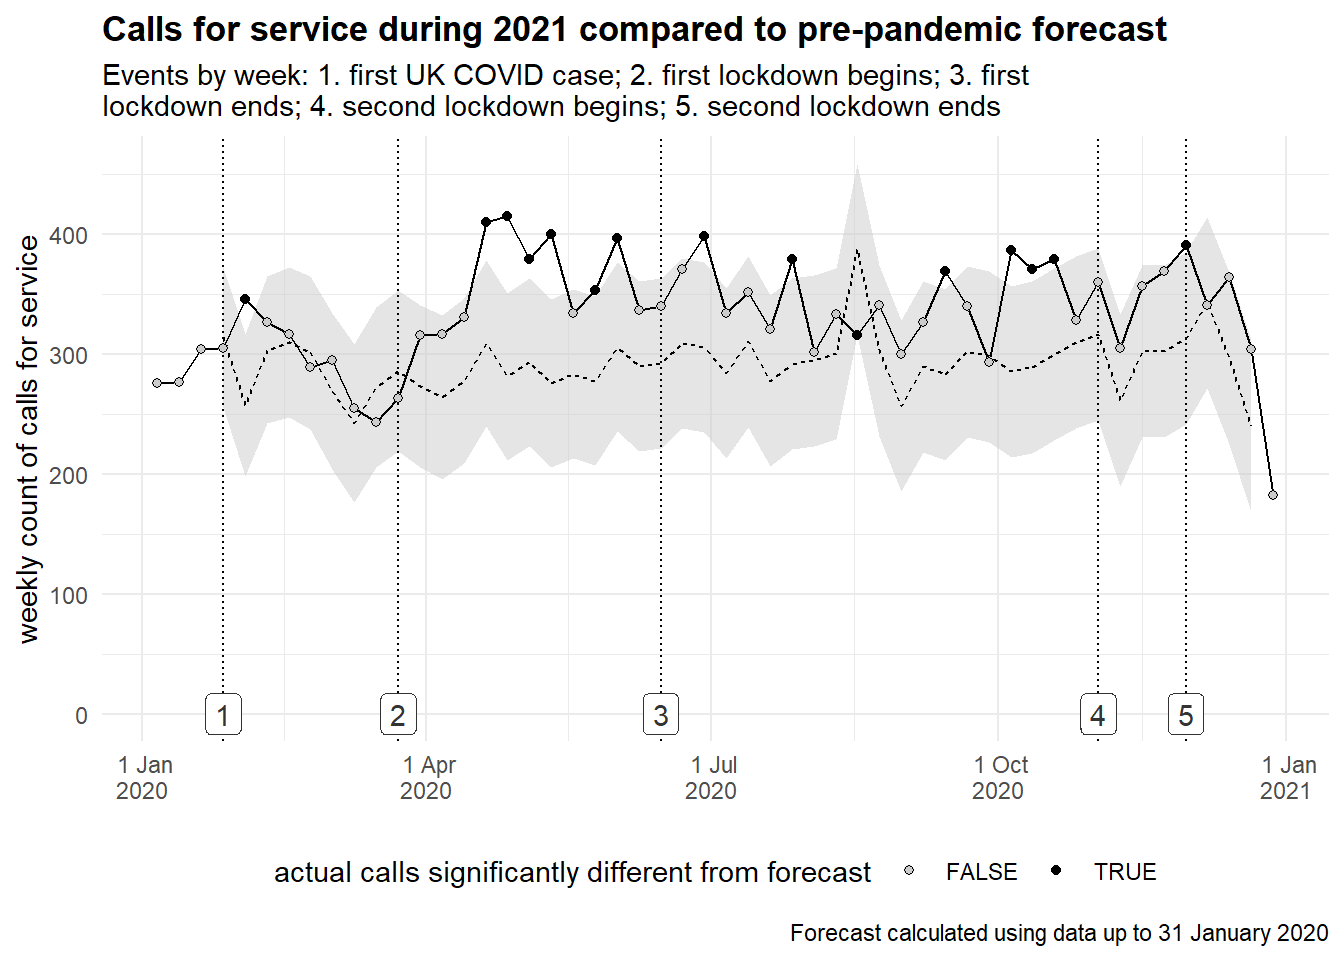 Calls for service during 2021 compared to pre-pandemic forecast
Events by week: 1. first UK COVID case; 2. first lockdown begins; 3. first
lockdown ends; 4. second lockdown begins; 5. second lockdown ends
weekly count of calls for service
400
300
200
100
0
1
2
3
4
5
1 Jan
2020
1 Apr
2020
1 Jul
2020
1 Oct
2020
1 Jan
2021
actual calls significantly different from forecast
FALSE
TRUE
Forecast calculated using data up to 31 January 2020